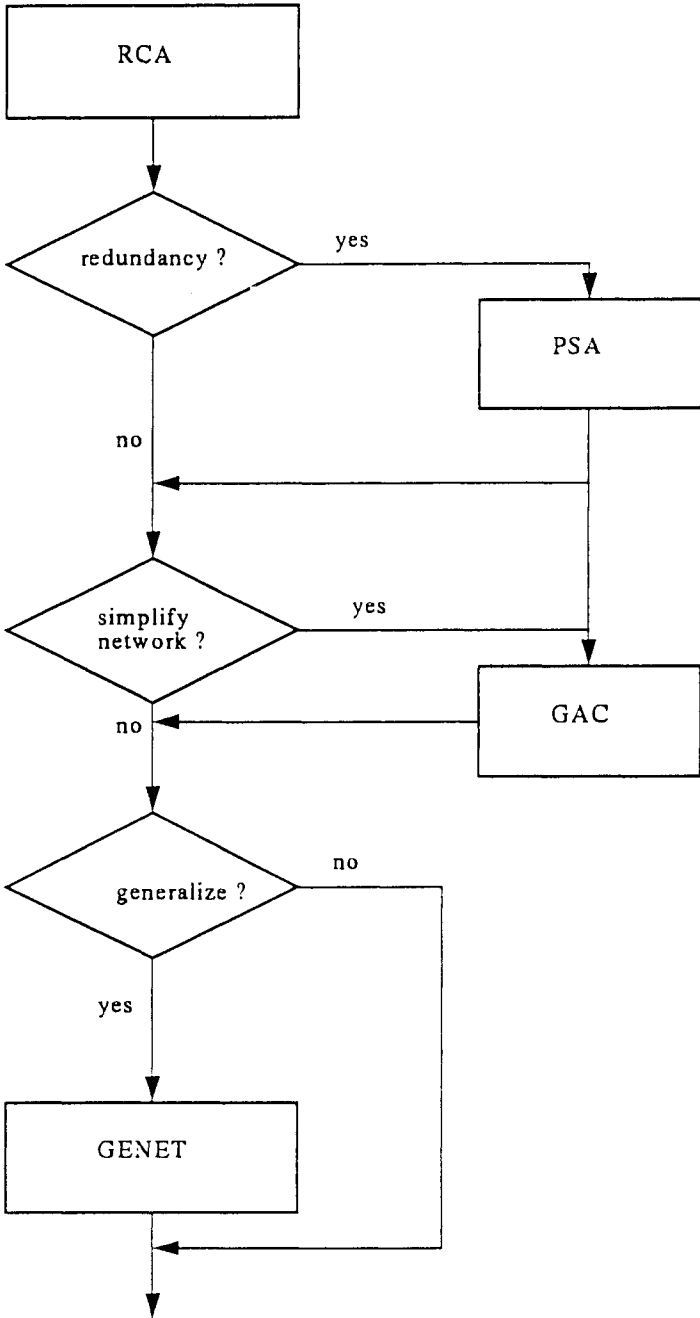 RCA
redundancy ?
yes
PSA
no
simplify
network ?
yes
GAC
no
generalize ?
no
yes
GENET